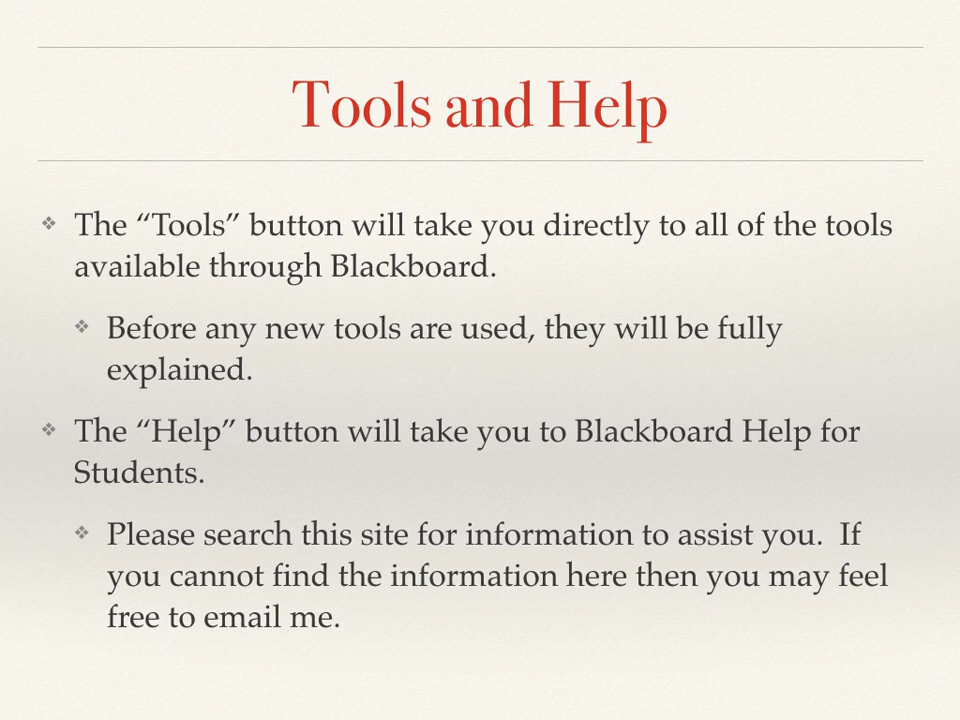 Tools and Help
❖ The “Tools” button will take you directly to all of the tools
available through Blackboard.
❖ Before any new tools are used, they will be fully
explained.
❖ The “Help” button will take you to Blackboard Help for
Students.
❖ Please search this site for information to assist you.  If
you cannot find the information here then you may feel
free to email me.